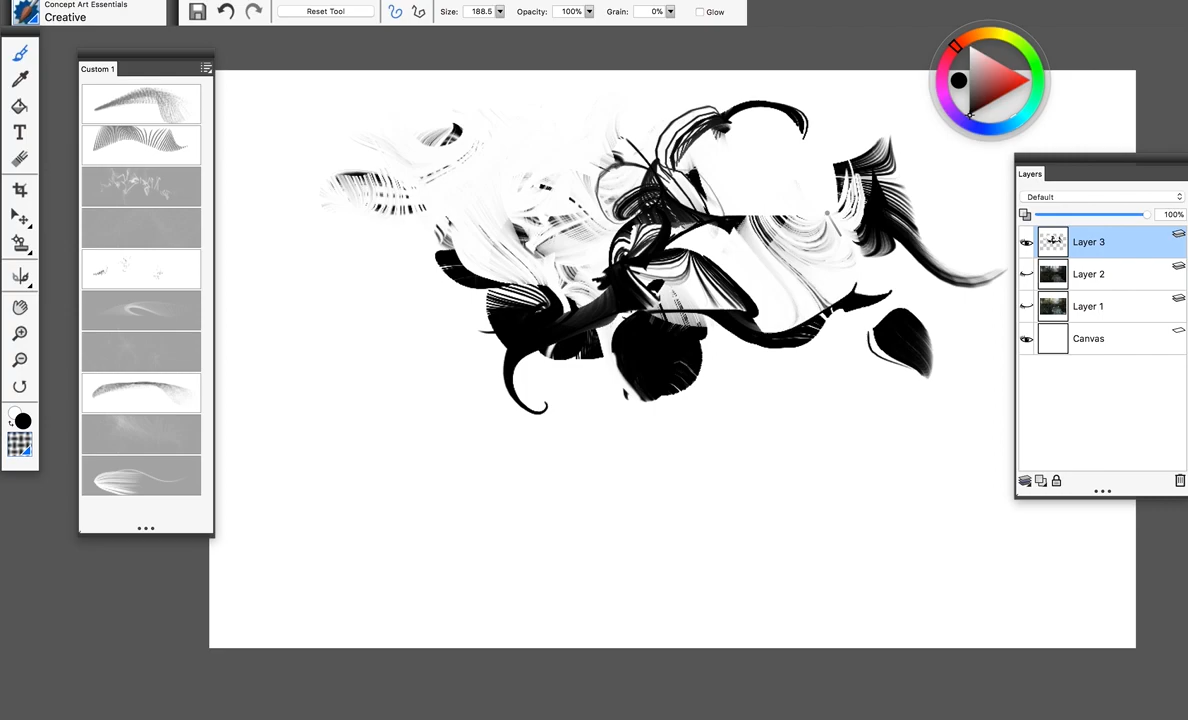 Concept Art Essentials
Creative
Reset Tool
Size: 188.5
Opacity: 100%
Grain: 0%
Glow
Custom 1
T
Layers
Default
100%
Layer 3
Layer 2
Layer 1
Canvas